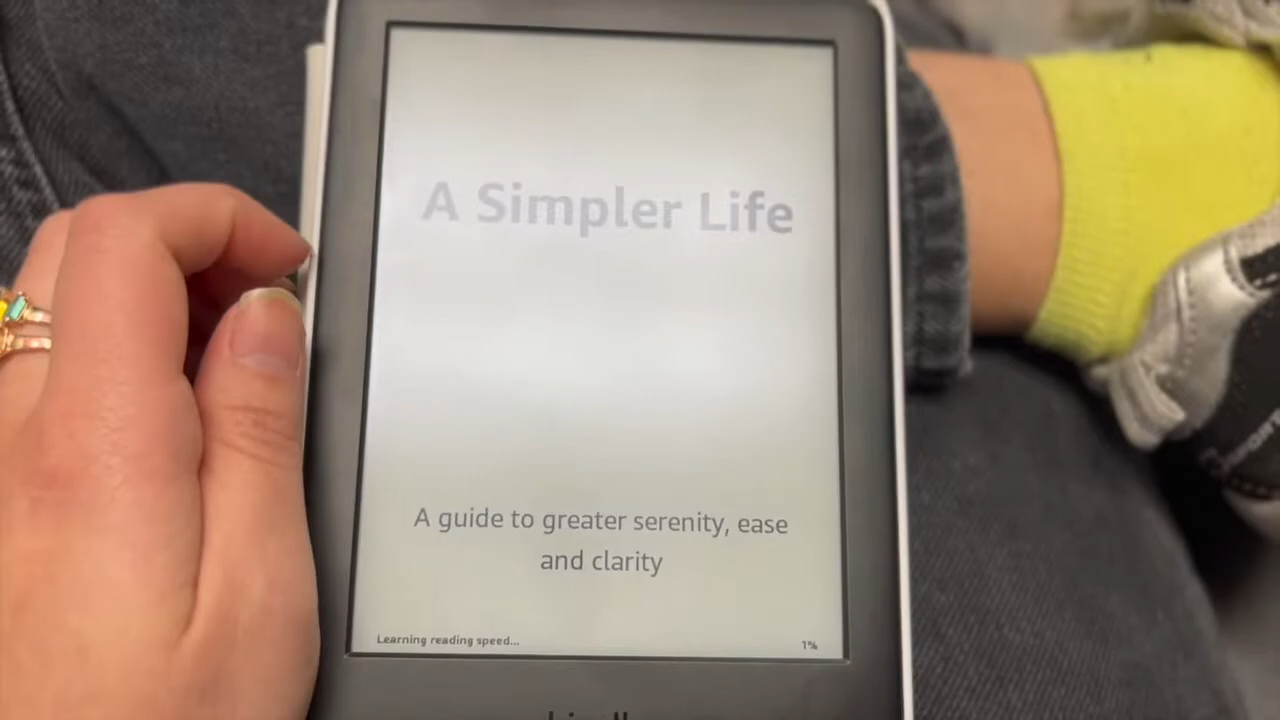 A Simpler Life
A guide to greater serenity, ease
and clarity
Learning reading speed...
1%